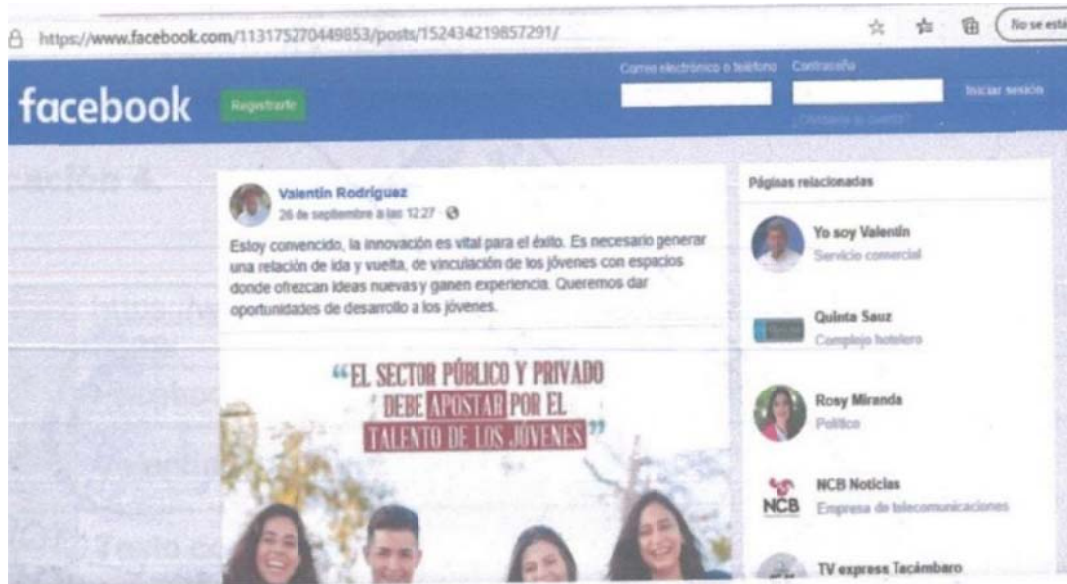 https://www.facebook.com/113175270449853/posts/152434219857291/
No se está
facebook
Registrarte
Correo electrónico o teléfono
Contraseña
Iniciar sesión
¿Olvidaste tu cuenta?
Valentín Rodríguez
26 de septiembre a las 12:27
Estoy convencido, la innovación es vital para el éxito. Es necesario generar
una relación de ida y vuelta, de vinculación de los jóvenes con espacios
donde ofrezcan ideas nuevas y ganen experiencia. Queremos dar
oportunidades de desarrollo a los jóvenes.
“EL SECTOR PÚBLICO Y PRIVADO
DEBE APOSTAR POR EL
TALENTO DE LOS JÓVENES”
Páginas relacionadas
Yo soy Valentín
Servicio comercial
Quinta Sauz
Complejo hotelero
Rosy Miranda
Político
NCB
NCB Noticias
Empresa de telecomunicaciones
TV express Tacámbaro